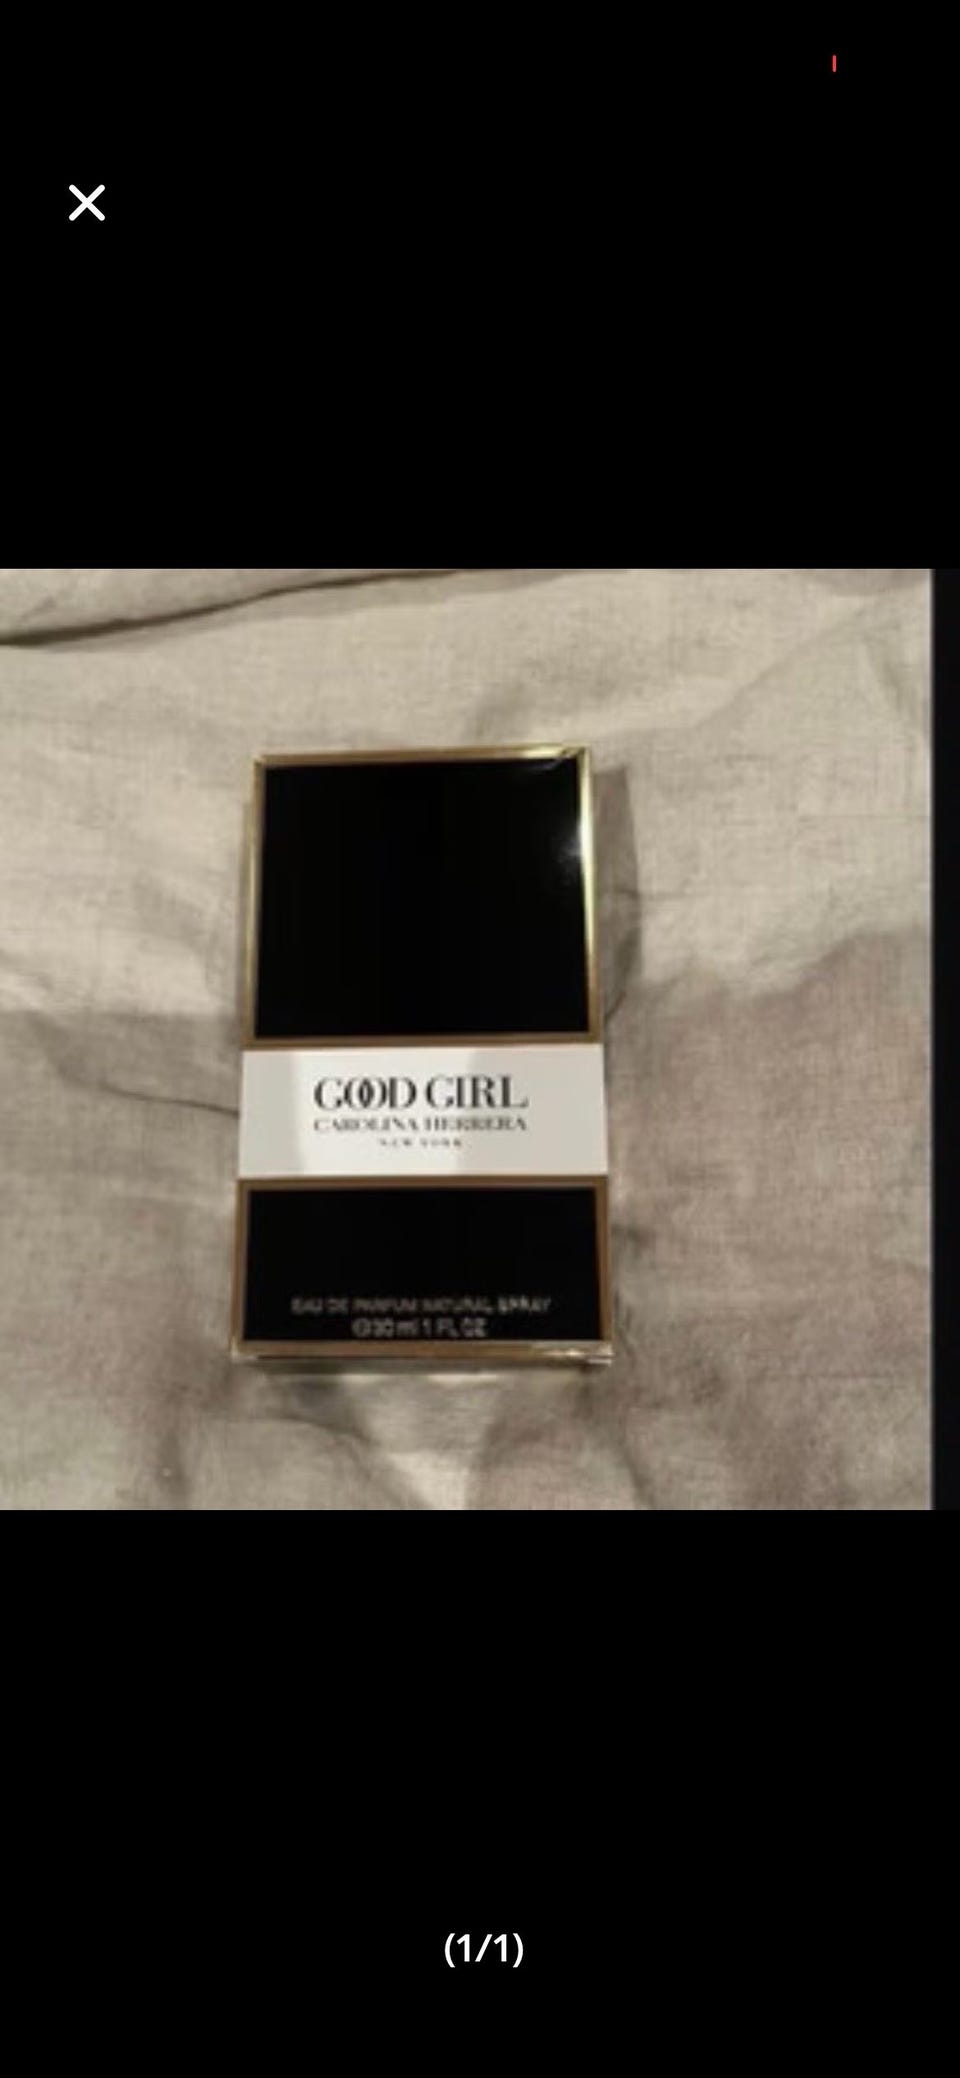 GOOD GIRL
CAROLINA HERRERA
NEW YORK
EAU DE PARFUM NATURAL SPRAY
℮30 ml 1 FL OZ
(1/1)